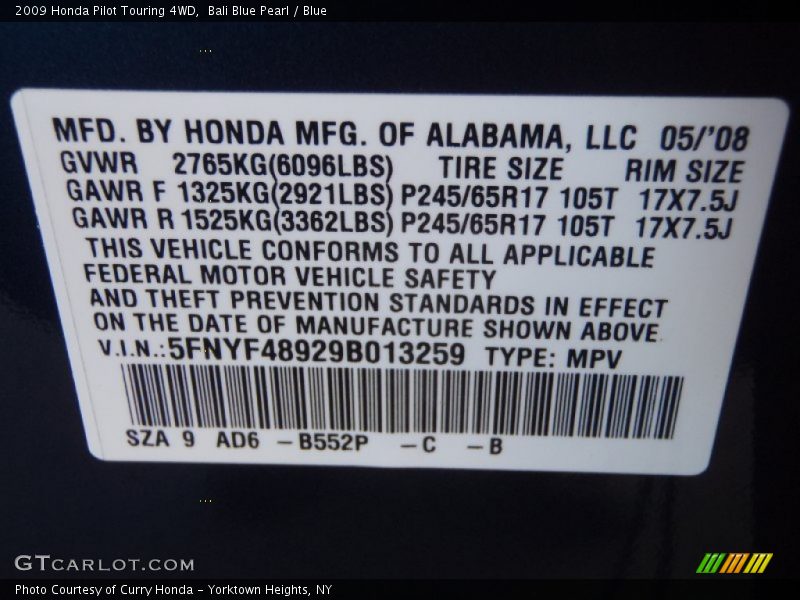 2009 Honda Pilot Touring 4WD,  Bali Blue Pearl / Blue
MFD. BY HONDA MFG. OF ALABAMA, LLC 05/'08
GVWR 2765KG(6096LBS) TIRE SIZE RIM SIZE
GAWR F 1325KG(2921LBS) P245/65R17 105T 17X7.5J
GAWR R 1525KG(3362LBS) P245/65R17 105T 17X7.5J
THIS VEHICLE CONFORMS TO ALL APPLICABLE
FEDERAL MOTOR VEHICLE SAFETY
AND THEFT PREVENTION STANDARDS IN EFFECT
ON THE DATE OF MANUFACTURE SHOWN ABOVE.
V.I.N.:5FNYF48929B013259 TYPE: MPV
SZA 9 AD6 -B552P -C -B
GTCARLOT.COM
Photo Courtesy of Curry Honda - Yorktown Heights, NY